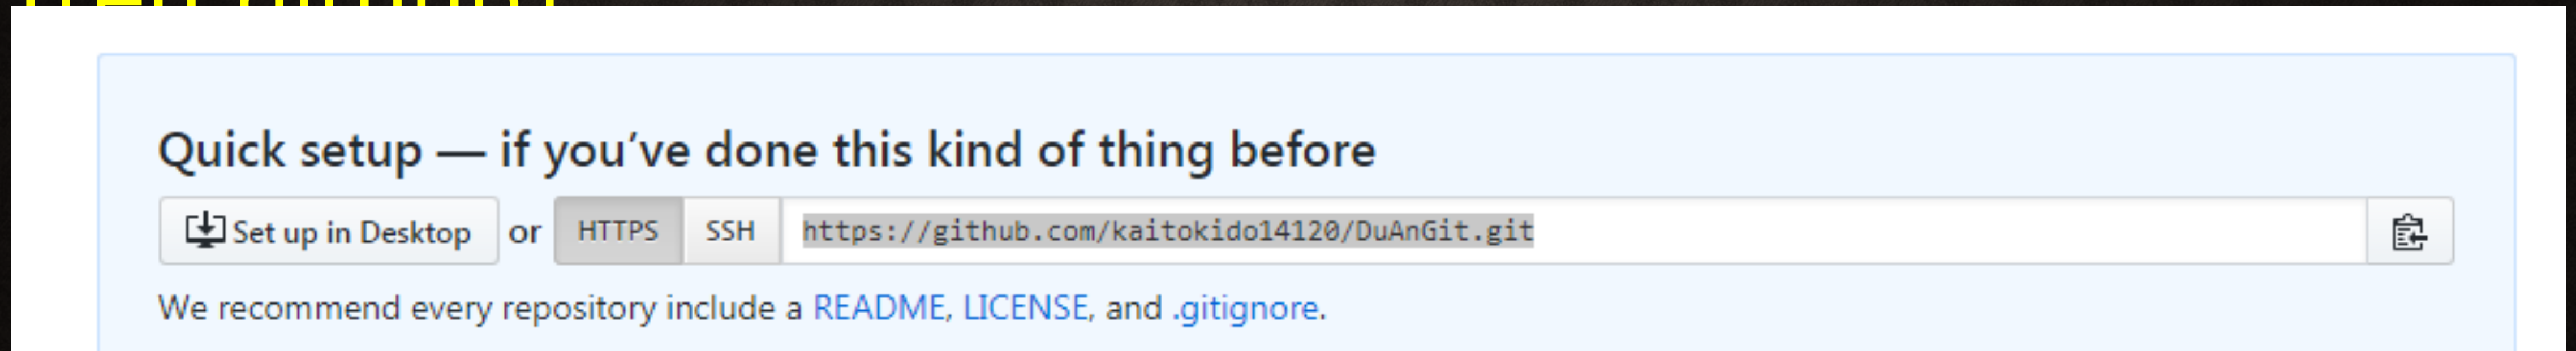 Quick setup — if you've done this kind of thing before
Set up in Desktop or HTTPS SSH https://github.com/kaitokido14120/DuAnGit.git
We recommend every repository include a README, LICENSE, and .gitignore.